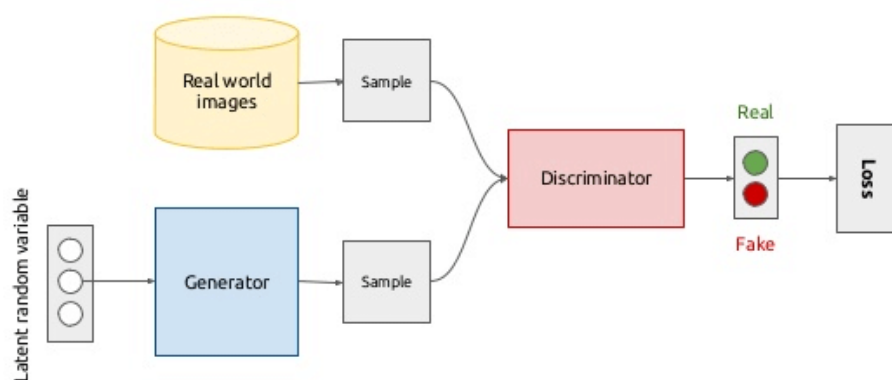 Real world
images
Sample
Discriminator
Real
Fake
Loss
Latent random variable
Generator
Sample